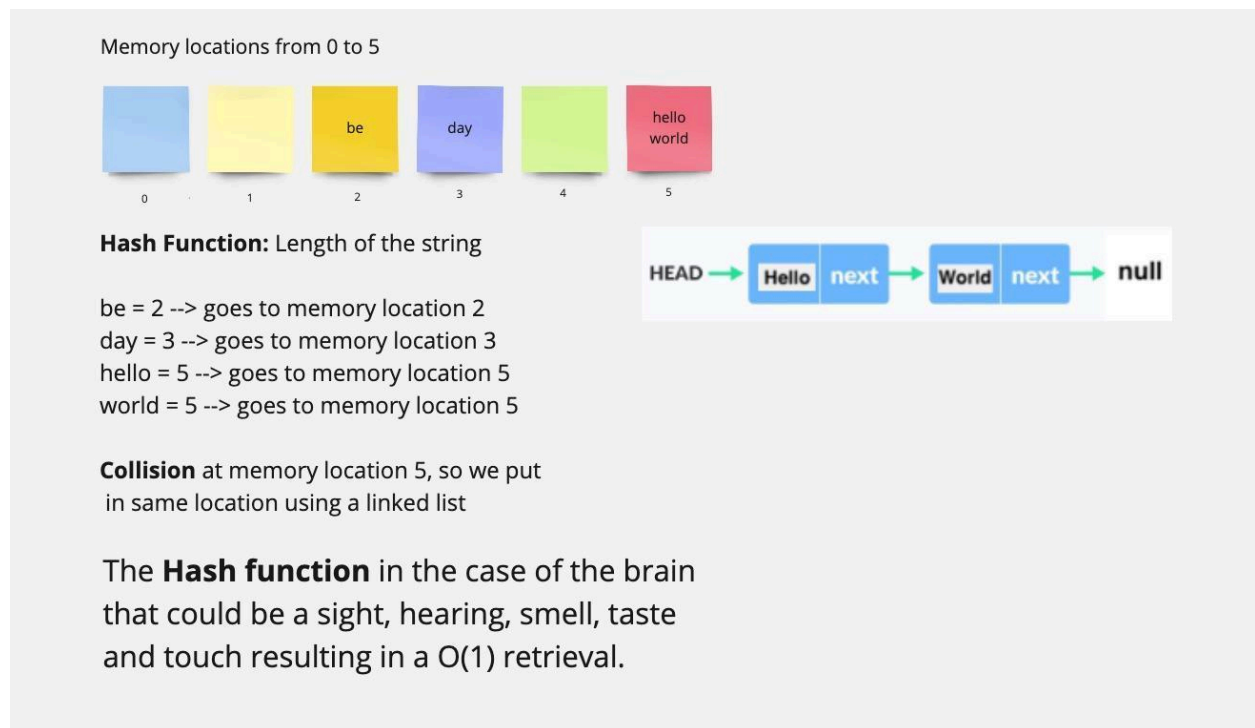 Memory locations from 0 to 5
be
day
hello
world
0
1
2
3
4
5
Hash Function: Length of the string
HEAD Hello next World next null
be = 2 --> goes to memory location 2
day = 3 --> goes to memory location 3
hello = 5 --> goes to memory location 5
world = 5 --> goes to memory location 5
Collision at memory location 5, so we put
in same location using a linked list
The Hash function in the case of the brain
that could be a sight, hearing, smell, taste
and touch resulting in a O(1) retrieval.